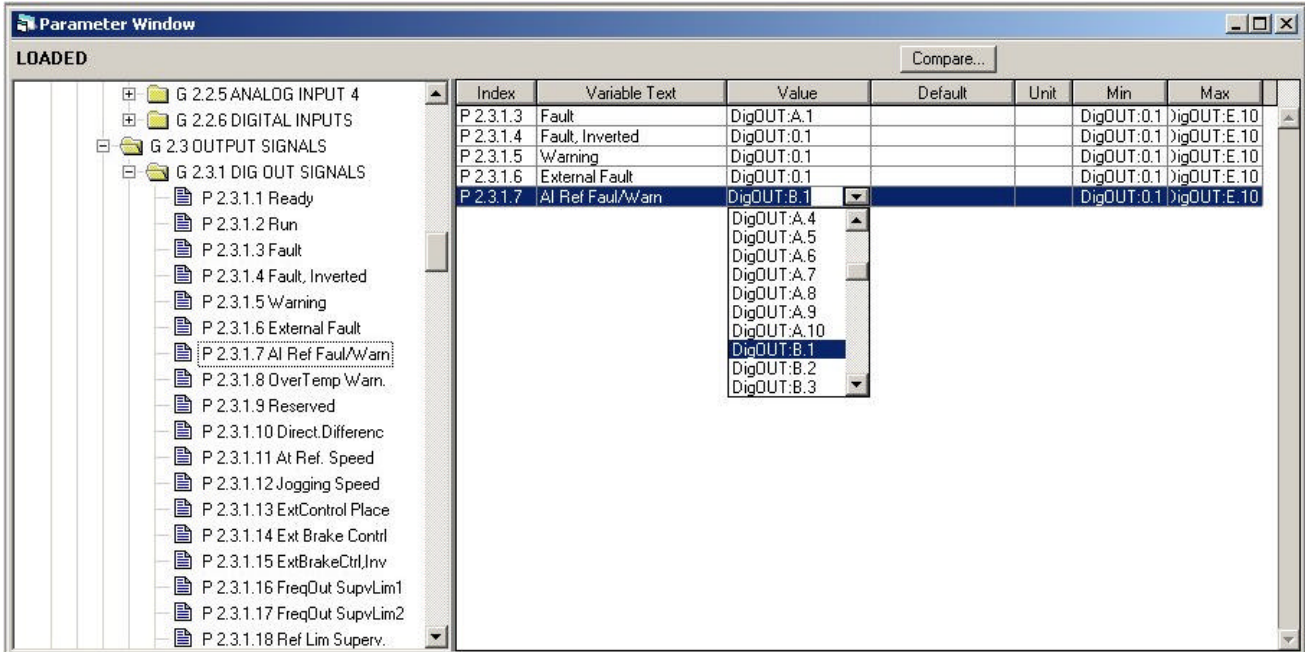 Parameter Window
LOADED
Compare...
G 2.2.5 ANALOG INPUT 4
G 2.2.6 DIGITAL INPUTS
G 2.3 OUTPUT SIGNALS
G 2.3.1 DIG OUT SIGNALS
P 2.3.1.1 Ready
P 2.3.1.2 Run
P 2.3.1.3 Fault
P 2.3.1.4 Fault, Inverted
P 2.3.1.5 Warning
P 2.3.1.6 External Fault
P 2.3.1.7 AI Ref Faul/Warn
P 2.3.1.8 OverTemp Warn.
P 2.3.1.9 Reserved
P 2.3.1.10 Direct.Differenc
P 2.3.1.11 At Ref. Speed
P 2.3.1.12 Jogging Speed
P 2.3.1.13 ExtControl Place
P 2.3.1.14 Ext Brake Contrl
P 2.3.1.15 ExtBrakeCtrl,Inv
P 2.3.1.16 FreqOut SupvLim1
P 2.3.1.17 FreqOut SupvLim2
P 2.3.1.18 Ref Lim Superv.
Index Variable Text Value Default Unit Min Max
P 2.3.1.3 Fault DigOUT:A.1 DigOUT:0.1 DigOUT:E.10
P 2.3.1.4 Fault, Inverted DigOUT:0.1 DigOUT:0.1 DigOUT:E.10
P 2.3.1.5 Warning DigOUT:0.1 DigOUT:0.1 DigOUT:E.10
P 2.3.1.6 External Fault DigOUT:0.1 DigOUT:0.1 DigOUT:E.10
P 2.3.1.7 AI Ref Faul/Warn DigOUT:B.1 DigOUT:0.1 DigOUT:E.10
DigOUT:A.4
DigOUT:A.5
DigOUT:A.6
DigOUT:A.7
DigOUT:A.8
DigOUT:A.9
DigOUT:A.10
DigOUT:B.1
DigOUT:B.2
DigOUT:B.3